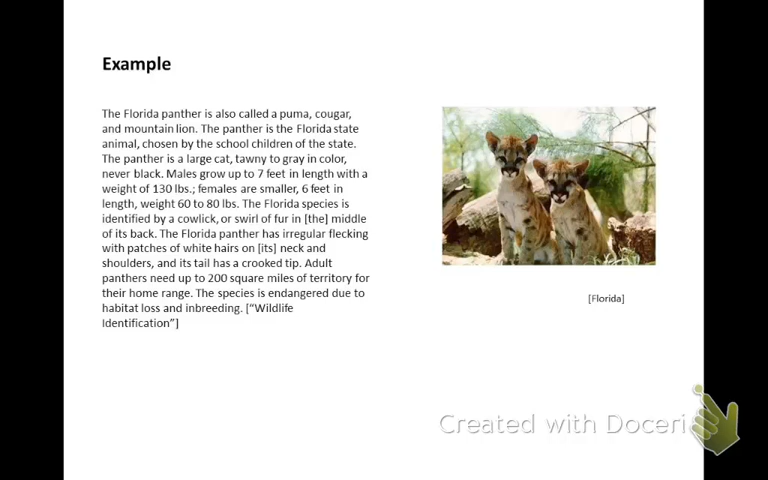 Example
The Florida panther is also called a puma, cougar,
and mountain lion. The panther is the Florida state
animal, chosen by the school children of the state.
The panther is a large cat, tawny to gray in color,
never black. Males grow up to 7 feet in length with a
weight of 130 lbs.; females are smaller, 6 feet in
length, weight 60 to 80 lbs. The Florida species is
identified by a cowlick, or swirl of fur in [the] middle
of its back. The Florida panther has irregular flecking
with patches of white hairs on [its] neck and
shoulders, and its tail has a crooked tip. Adult
panthers need up to 200 square miles of territory for
their home range. The species is endangered due to
habitat loss and inbreeding. [“Wildlife
Identification”]
[Florida]
Created with Doceri